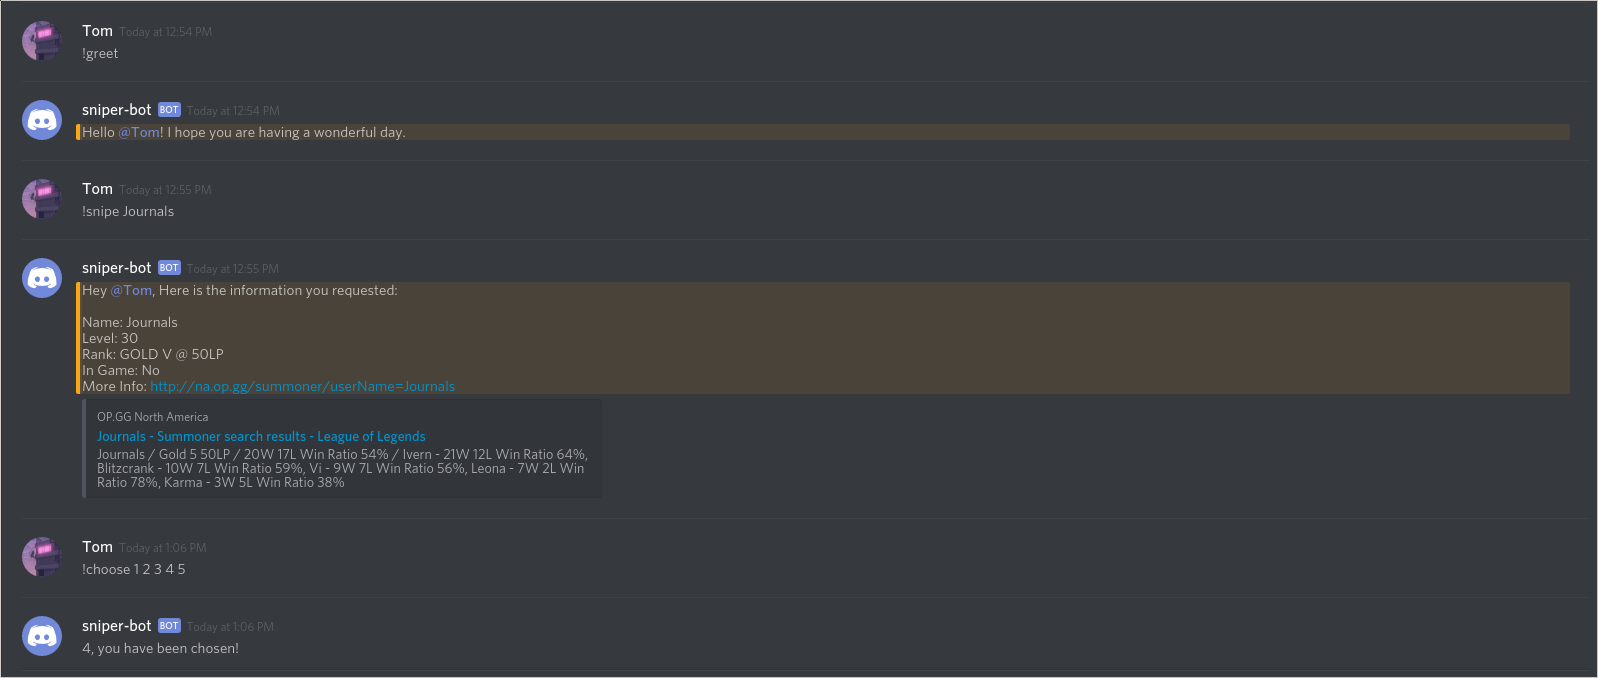 Tom Today at 12:54 PM
!greet
sniper-bot BOT Today at 12:54 PM
Hello @Tom! I hope you are having a wonderful day.
Tom Today at 12:55 PM
!snipe Journals
sniper-bot BOT Today at 12:55 PM
Hey @Tom, Here is the information you requested:
Name: Journals
Level: 30
Rank: GOLD V @ 50LP
In Game: No
More Info: http://na.op.gg/summoner/userName=Journals
OP.GG North America
Journals - Summoner search results - League of Legends
Journals / Gold 5 50LP / 20W 17L Win Ratio 54% / Ivern - 21W 12L Win Ratio 64%,
Blitzcrank - 10W 7L Win Ratio 59%, Vi - 9W 7L Win Ratio 56%, Leona - 7W 2L Win
Ratio 78%, Karma - 3W 5L Win Ratio 38%
Tom Today at 1:06 PM
!choose 1 2 3 4 5
sniper-bot BOT Today at 1:06 PM
4, you have been chosen!